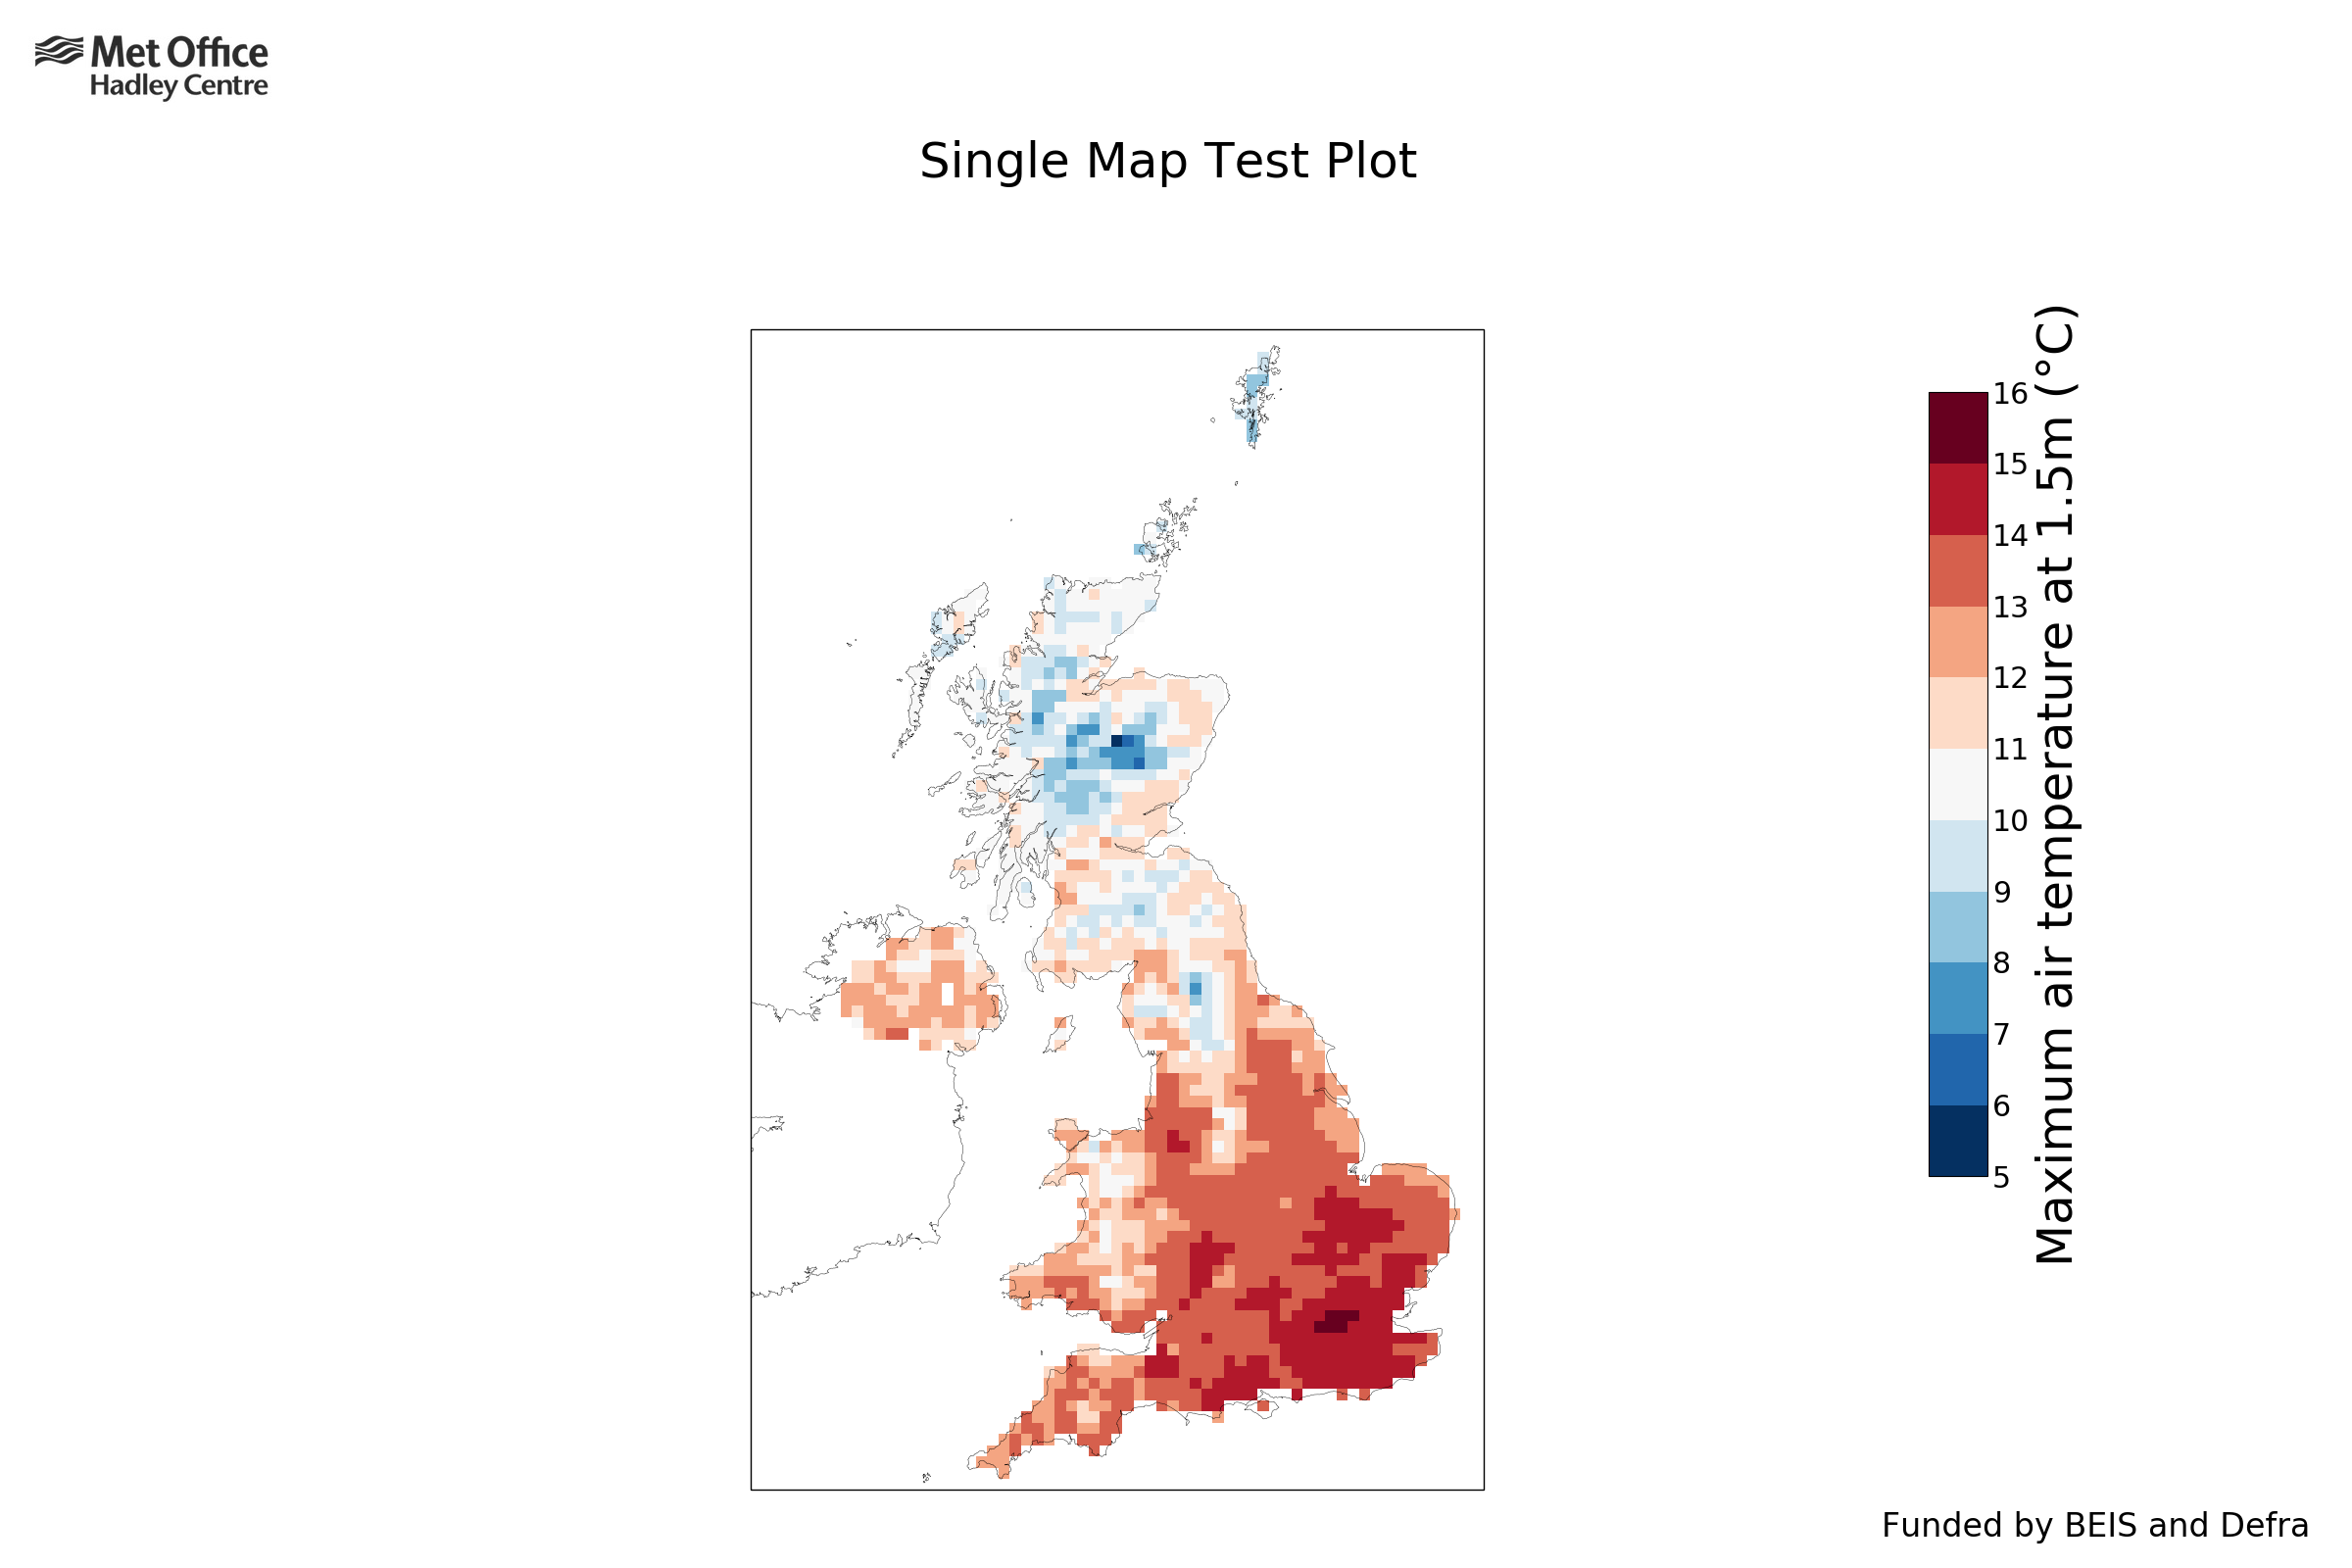 Met Office
Hadley Centre
Single Map Test Plot
16
15
14
13
12
11
10
9
8
7
6
5
Maximum air temperature at 1.5m (°C)
Funded by BEIS and Defra